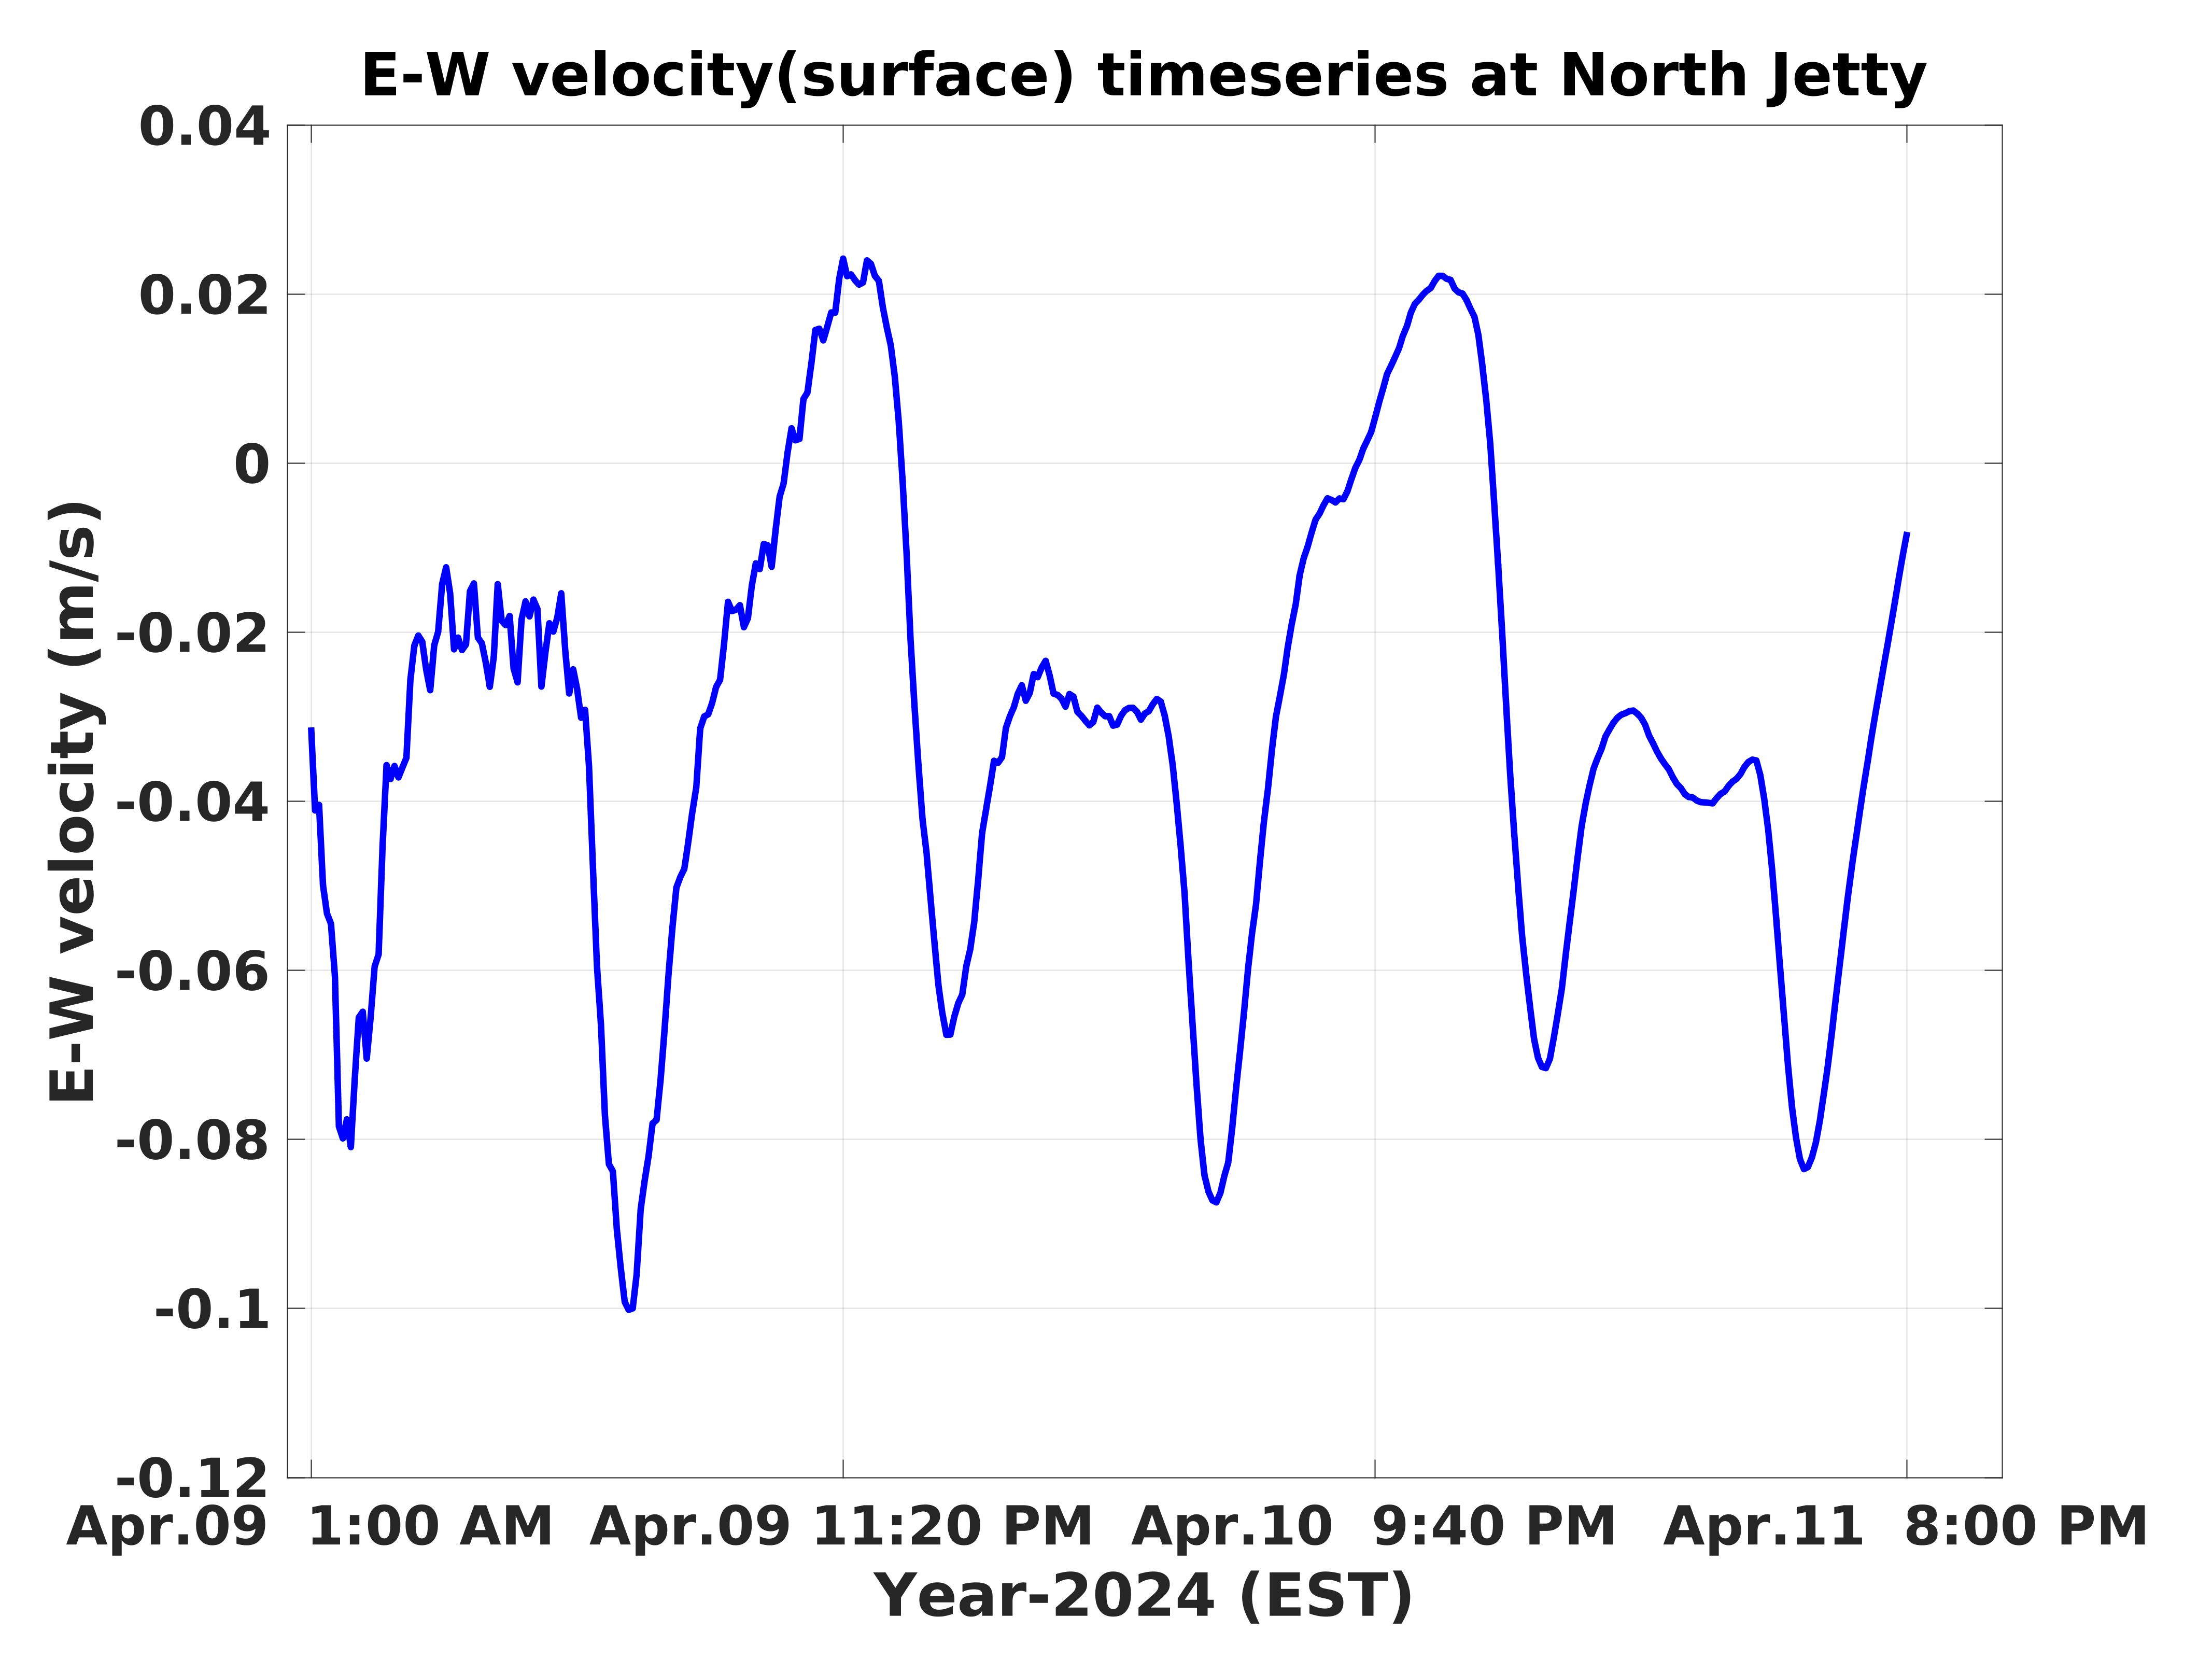 E-W velocity(surface) timeseries at North Jetty
0.04
0.02
0
-0.02
-0.04
-0.06
-0.08
-0.1
-0.12
E-W velocity (m/s)
Apr.09 1:00 AM Apr.09 11:20 PM Apr.10 9:40 PM Apr.11 8:00 PM
Year-2024 (EST)